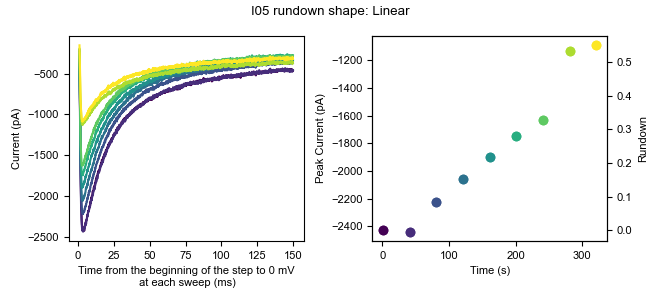 I05 rundown shape: Linear
Current (pA)
−500
−1000
−1500
−2000
−2500
0 25 50 75 100 125 150
Time from the beginning of the step to 0 mV
at each sweep (ms)
Peak Current (pA)
−1200
−1400
−1600
−1800
−2000
−2200
−2400
0 100 200 300
Time (s)
0.5
0.4
0.3
0.2
0.1
0.0
Rundown